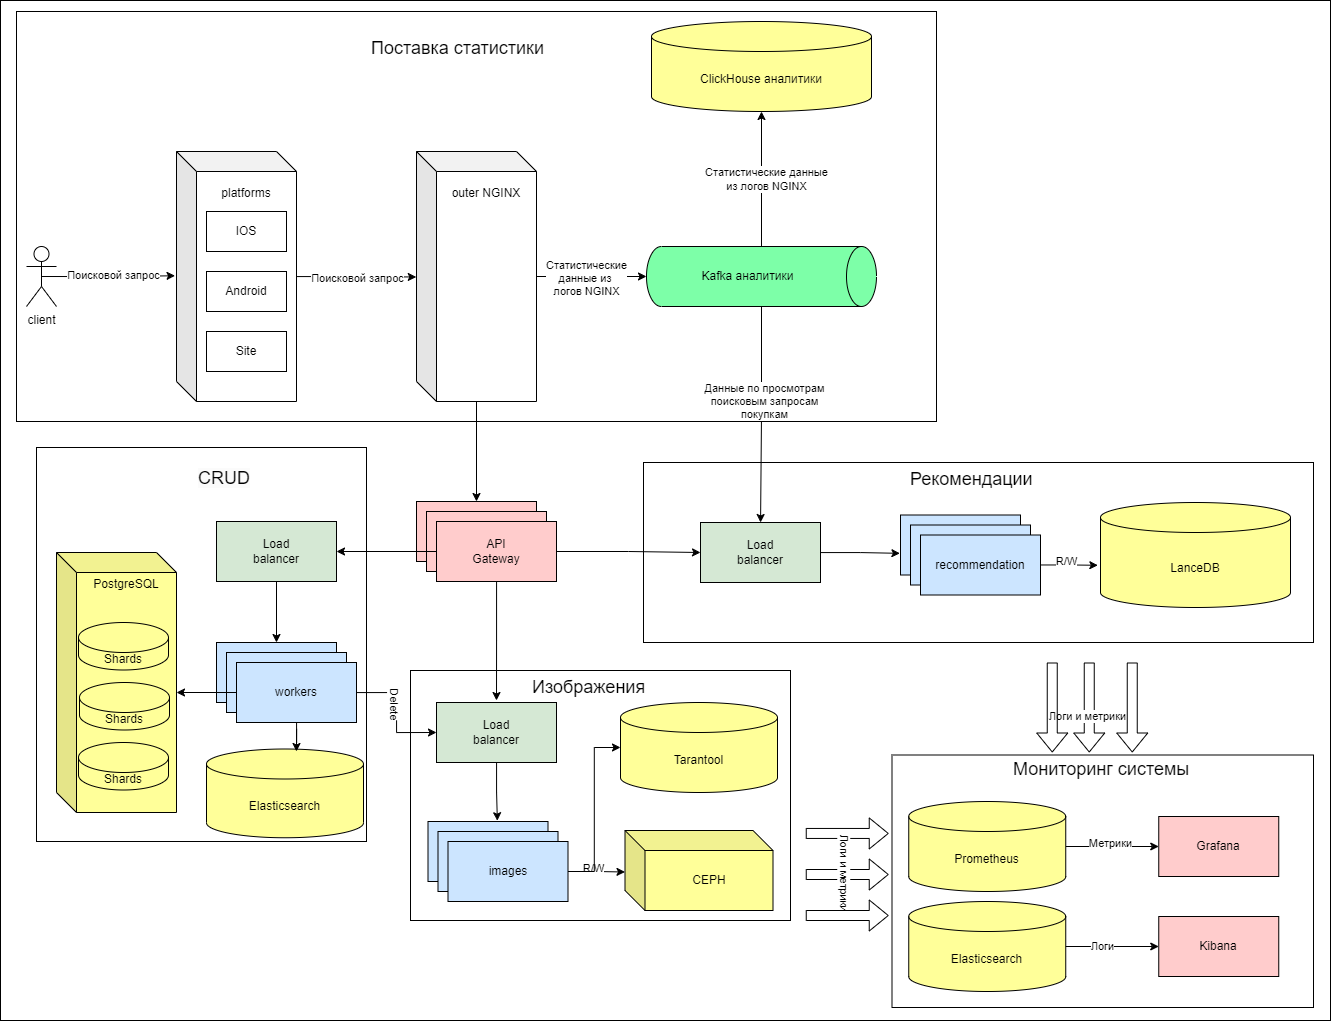 Поставка статистики
ClickHouse аналитики
Статистические данные
из логов NGINX
platforms
IOS
Android
Site
outer NGINX
client
Поисковой запрос
Поисковой запрос
Статистические
данные из
логов NGINX
Kafka аналитики
Данные по просмотрам
поисковым запросам
покупкам
CRUD
Load
balancer
PostgreSQL
Shards
Shards
Shards
workers
Elasticsearch
API
Gateway
Рекомендации
Load
balancer
recommendation
R/W
LanceDB
Delete
Изображения
Load
balancer
Tarantool
images
R/W
CEPH
Логи и метрики
Логи и метрики
Мониторинг системы
Prometheus
Метрики
Grafana
Elasticsearch
Логи
Kibana